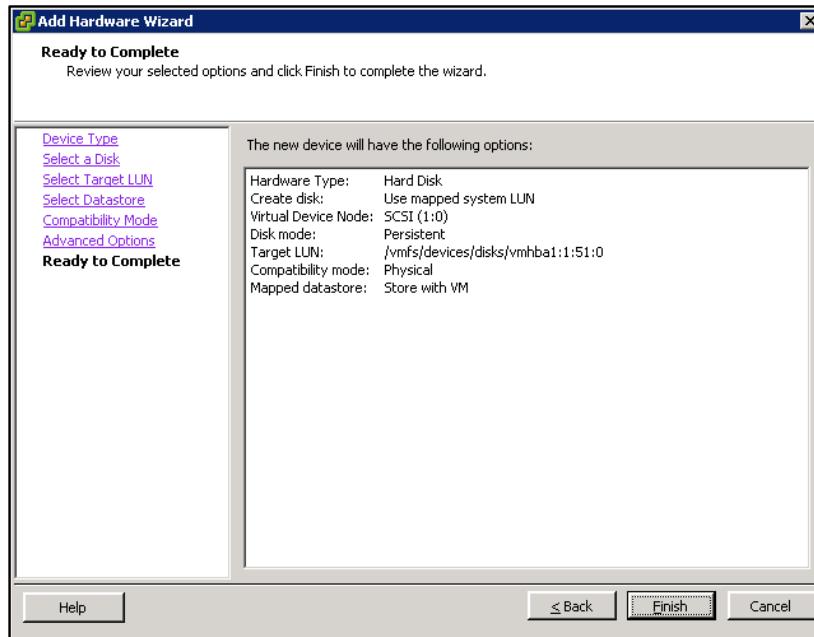 Add Hardware Wizard
Ready to Complete
Review your selected options and click Finish to complete the wizard.
Device Type
Select a Disk
Select Target LUN
Select Datastore
Compatibility Mode
Advanced Options
Ready to Complete
The new device will have the following options:
Hardware Type: Hard Disk
Create disk: Use mapped system LUN
Virtual Device Node: SCSI (1:0)
Disk mode: Persistent
Target LUN: /vmfs/devices/disks/vmhba1:1:51:0
Compatibility mode: Physical
Mapped datastore: Store with VM
Help
≤ Back
Finish
Cancel